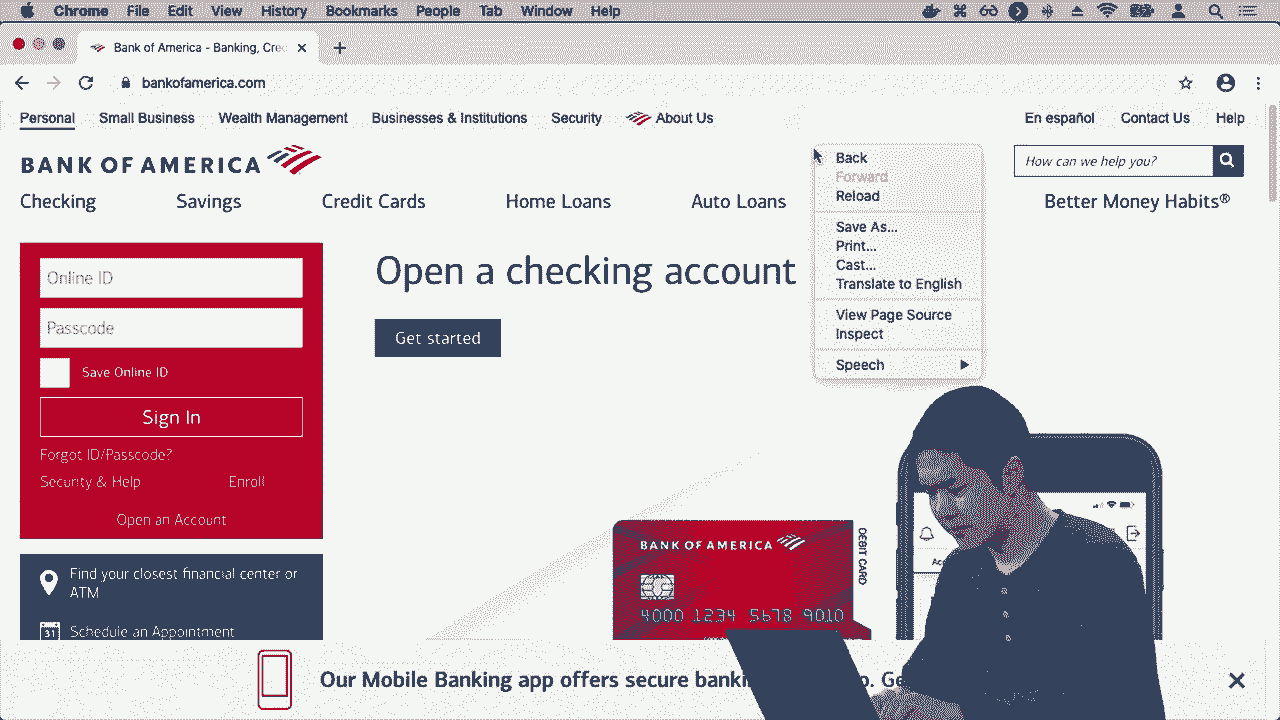 Chrome File Edit View History Bookmarks People Tab Window Help
Bank of America - Banking, Cre
bankofamerica.com
Personal Small Business Wealth Management Businesses & Institutions Security About Us En español Contact Us Help
BANK OF AMERICA
How can we help you?
Checking Savings Credit Cards Home Loans Auto Loans Better Money Habits®
Back
Forward
Reload
Save As...
Print...
Cast...
Translate to English
View Page Source
Inspect
Speech
Online ID
Passcode
Save Online ID
Sign In
Forgot ID/Passcode?
Security & Help Enroll
Open an Account
Open a checking account
Get started
Find your closest financial center or
ATM
31 Schedule an Appointment
BANK OF AMERICA
DEBIT CARD
4000 1234 5678 9010
Our Mobile Banking app offers secure